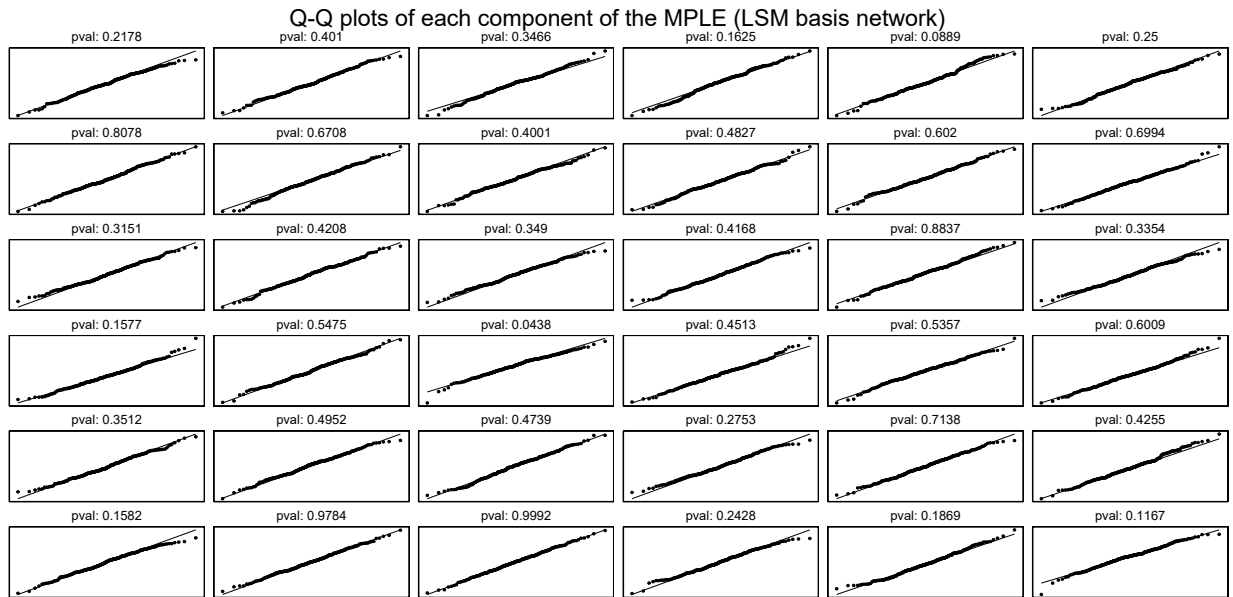 Q-Q plots of each component of the MPLE (LSM basis network)
pval: 0.2178 pval: 0.401 pval: 0.3466 pval: 0.1625 pval: 0.0889 pval: 0.25
pval: 0.8078 pval: 0.6708 pval: 0.4001 pval: 0.4827 pval: 0.602 pval: 0.6994
pval: 0.3151 pval: 0.4208 pval: 0.349 pval: 0.4168 pval: 0.8837 pval: 0.3354
pval: 0.1577 pval: 0.5475 pval: 0.0438 pval: 0.4513 pval: 0.5357 pval: 0.6009
pval: 0.3512 pval: 0.4952 pval: 0.4739 pval: 0.2753 pval: 0.7138 pval: 0.4255
pval: 0.1582 pval: 0.9784 pval: 0.9992 pval: 0.2428 pval: 0.1869 pval: 0.1167